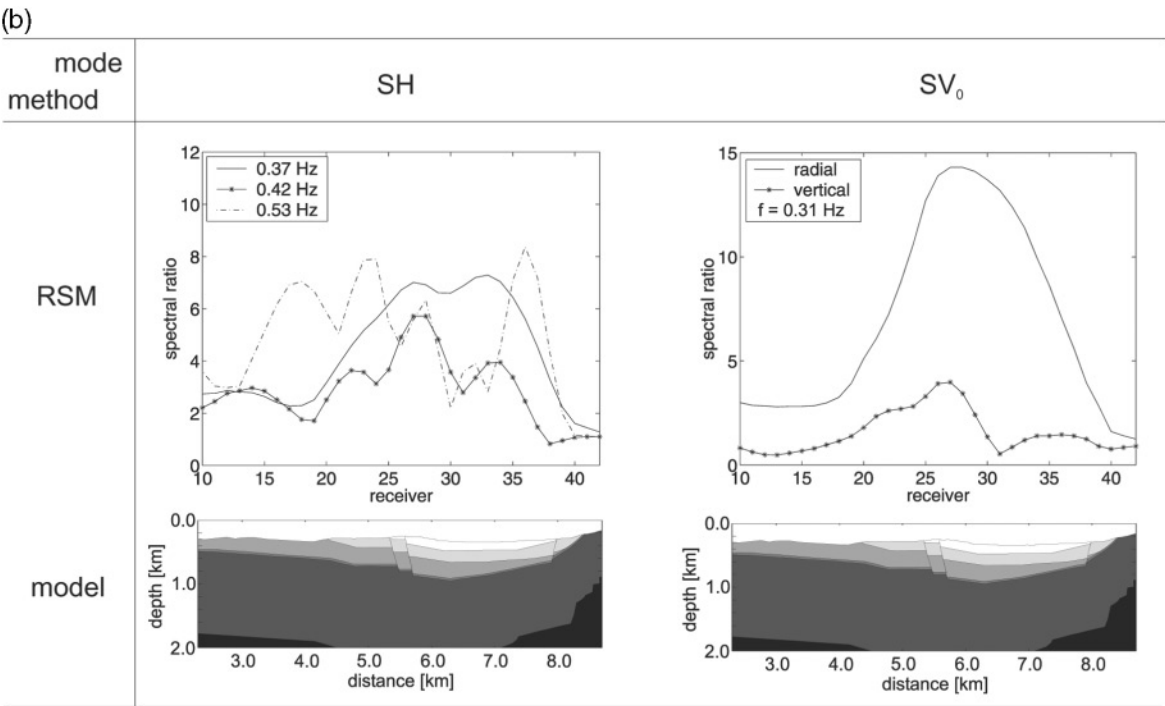 (b)
mode
method
SH
SV₀
RSM
12
10
8
6
4
2
0
spectral ratio
0.37 Hz
0.42 Hz
0.53 Hz
10 15 20 25 30 35 40
receiver
15
10
5
0
spectral ratio
radial
vertical
f = 0.31 Hz
10 15 20 25 30 35 40
receiver
model
0.0
1.0
2.0
depth [km]
3.0 4.0 5.0 6.0 7.0 8.0
distance [km]
0.0
1.0
2.0
depth [km]
3.0 4.0 5.0 6.0 7.0 8.0
distance [km]